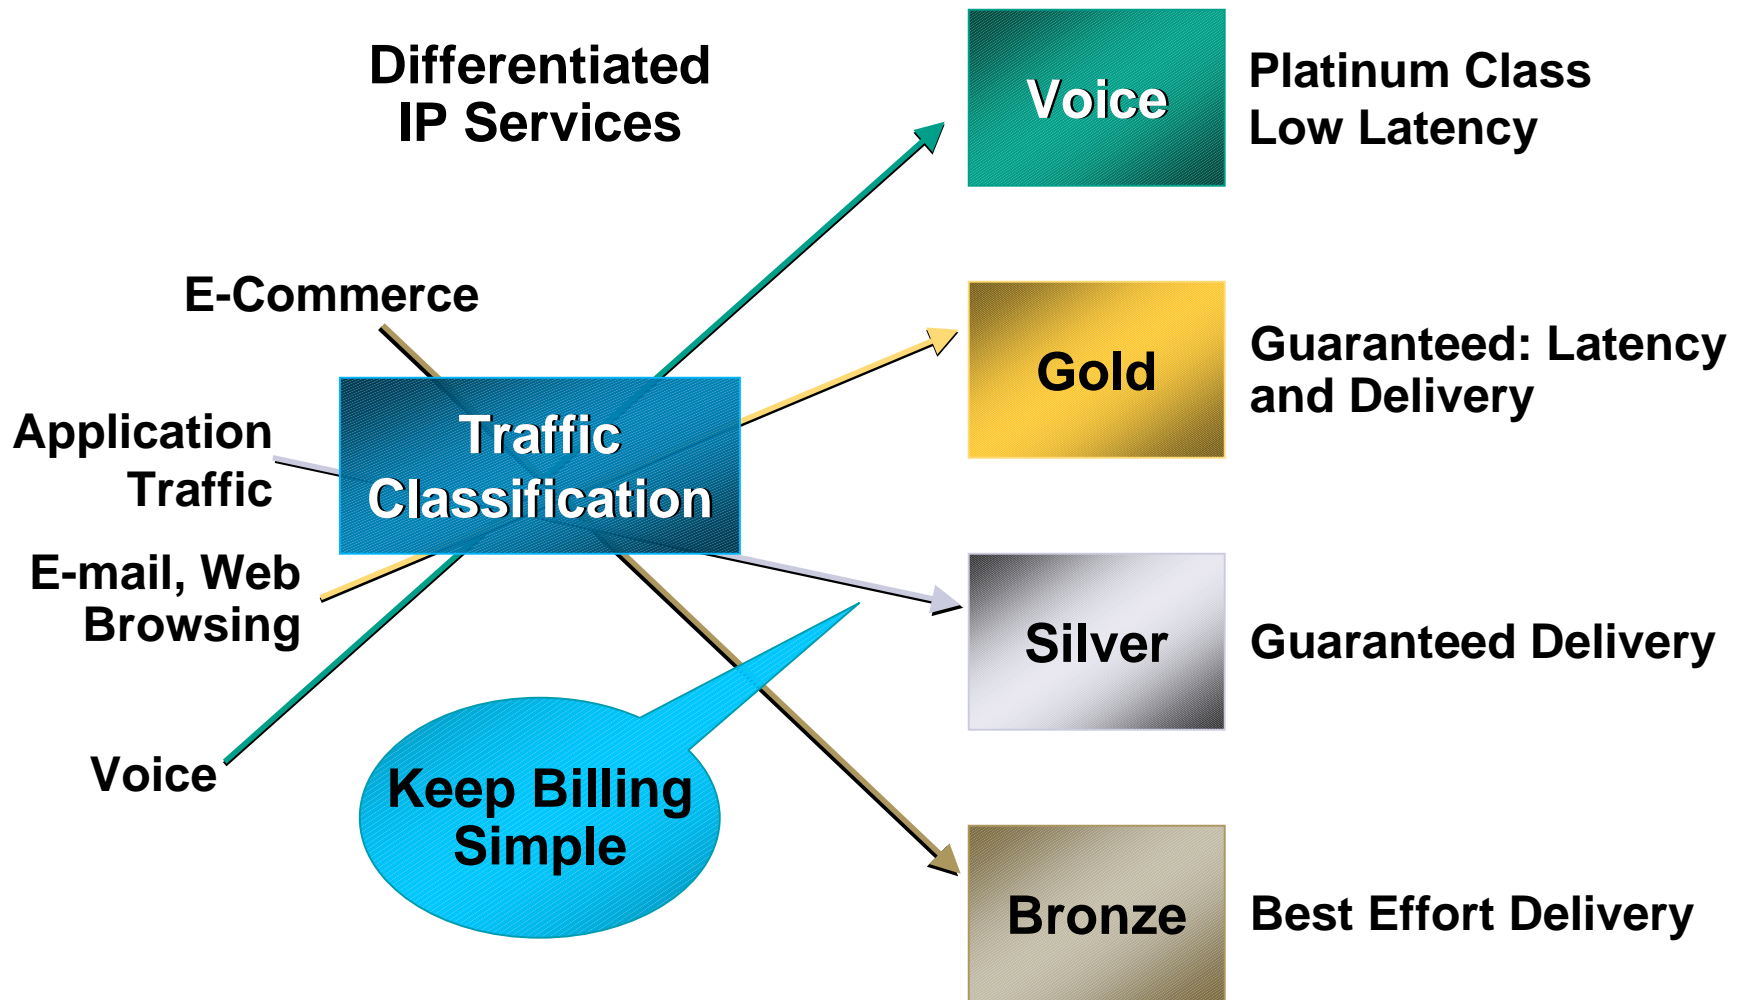 Differentiated
IP Services
Voice
Platinum Class
Low Latency
E-Commerce
Gold
Guaranteed: Latency
and Delivery
Application
Traffic
Traffic
Classification
E-mail, Web
Browsing
Silver
Guaranteed Delivery
Voice
Keep Billing
Simple
Bronze
Best Effort Delivery